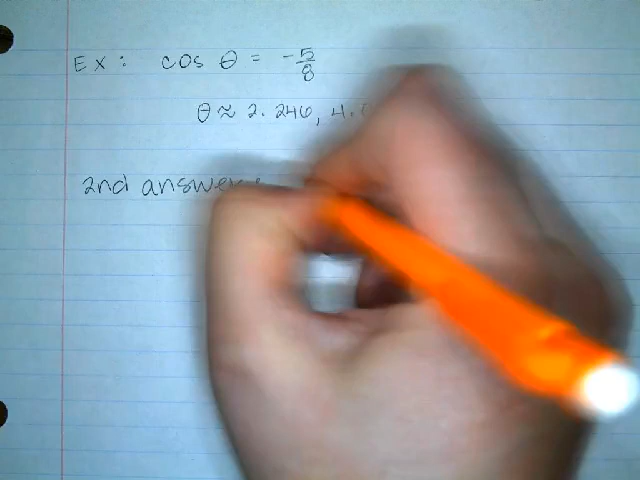 Ex: cos θ = -5/8
θ ≈ 2.246, 4.
2nd answer: